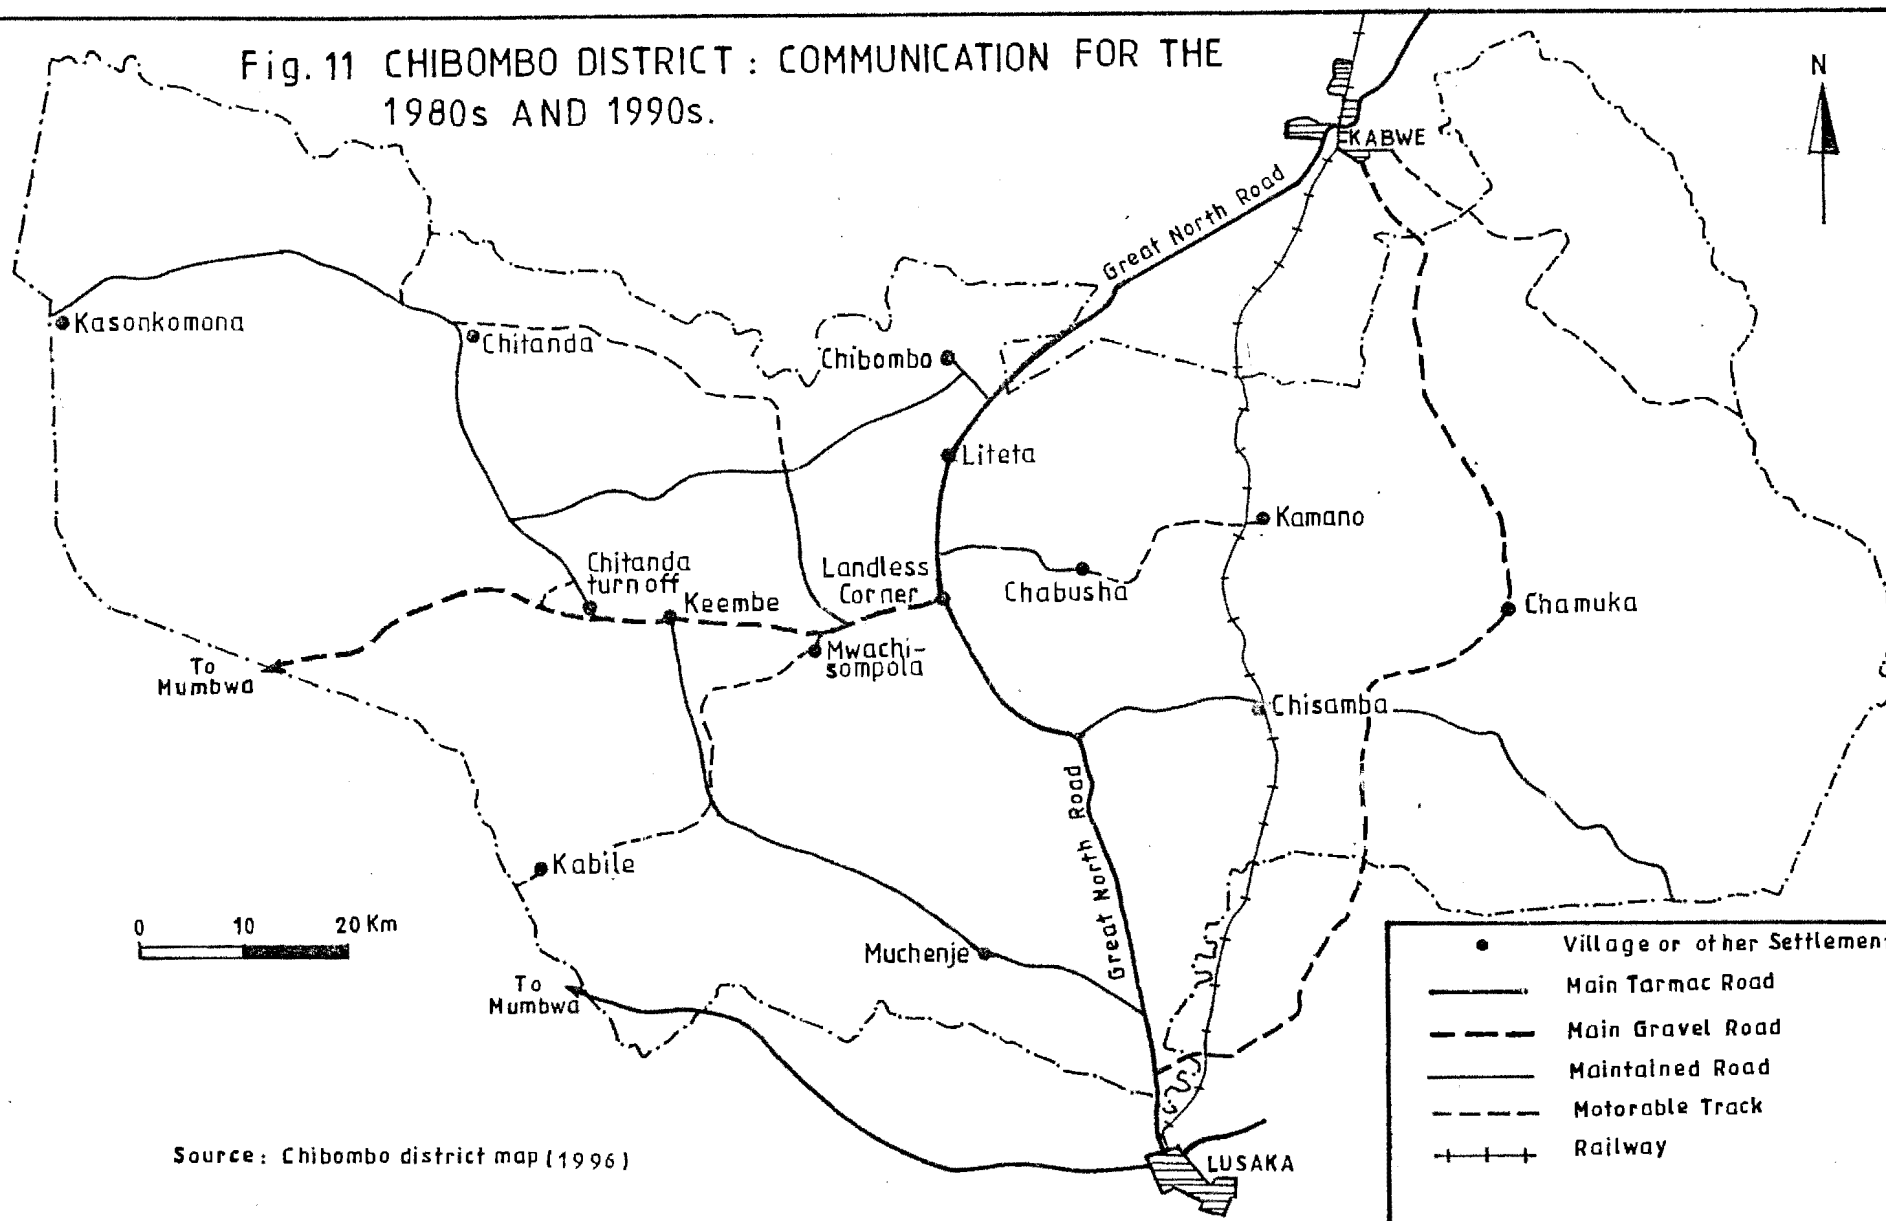 Fig. 11 CHIBOMBO DISTRICT : COMMUNICATION FOR THE
1980s AND 1990s.
N
KABWE
Great North Road
Kasonkomona
Chitanda
Chibombo
Liteta
Kamano
Chitanda
turn off
Landless
Corner
Chabusha
Keembe
Chamuka
Mwachi-
sompola
To
Mumbwa
Chisamba
Great North Road
Kabile
0 10 20 Km
Muchenje
To
Mumbwa
Village or other Settlemen
Main Tarmac Road
Main Gravel Road
Maintained Road
Motorable Track
Railway
Source : Chibombo district map (1996)
LUSAKA